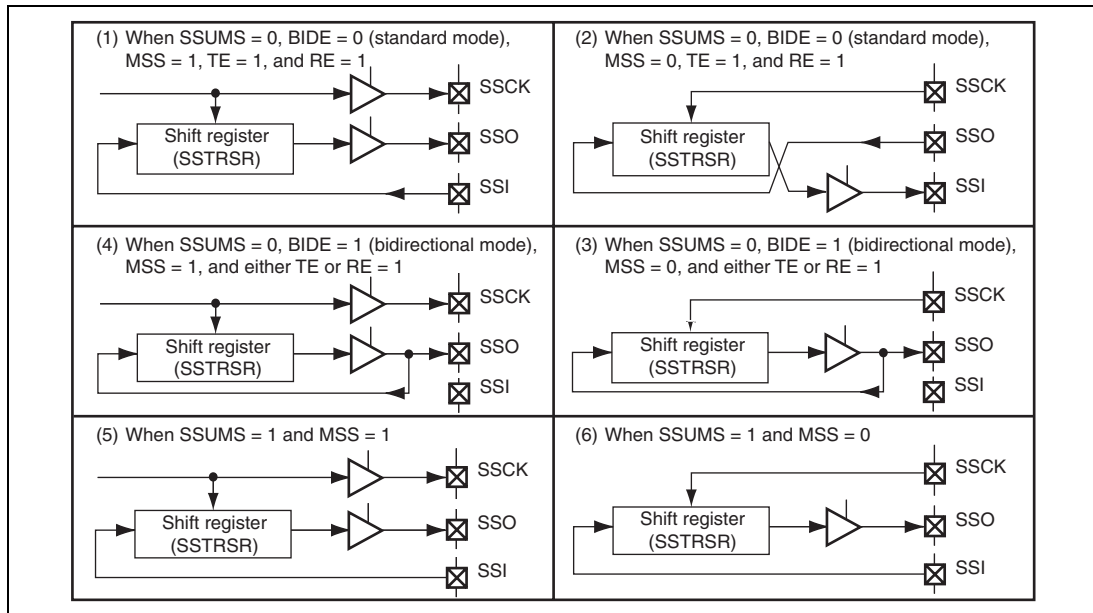 (1) When SSUMS = 0, BIDE = 0 (standard mode),
MSS = 1, TE = 1, and RE = 1
SSCK
Shift register
(SSTRSR)
SSO
SSI
(2) When SSUMS = 0, BIDE = 0 (standard mode),
MSS = 0, TE = 1, and RE = 1
SSCK
Shift register
(SSTRSR)
SSO
SSI
(4) When SSUMS = 0, BIDE = 1 (bidirectional mode),
MSS = 1, and either TE or RE = 1
SSCK
Shift register
(SSTRSR)
SSO
SSI
(3) When SSUMS = 0, BIDE = 1 (bidirectional mode),
MSS = 0, and either TE or RE = 1
SSCK
Shift register
(SSTRSR)
SSO
SSI
(5) When SSUMS = 1 and MSS = 1
SSCK
Shift register
(SSTRSR)
SSO
SSI
(6) When SSUMS = 1 and MSS = 0
SSCK
Shift register
(SSTRSR)
SSO
SSI